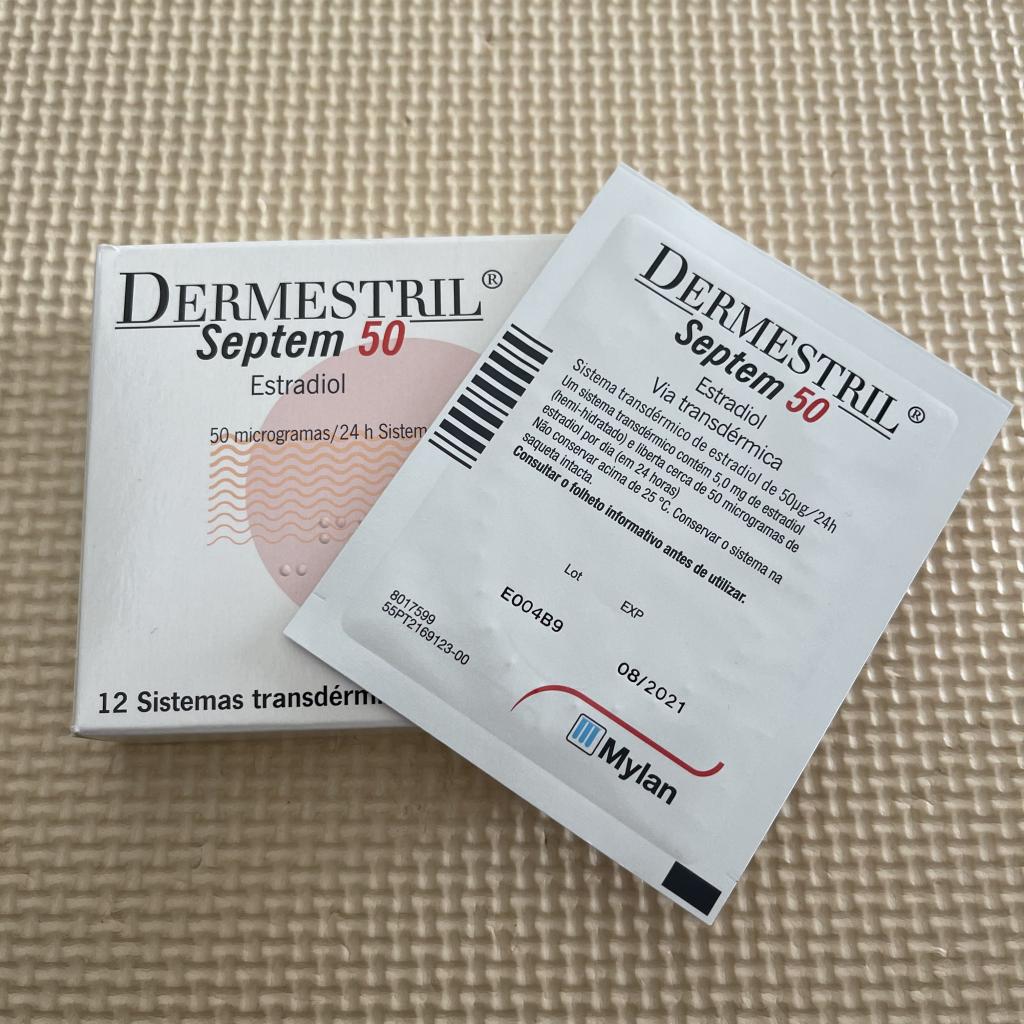 DERMESTRIL®
Septem 50
Estradiol
50 microgramas/24 h Sistem
12 Sistemas transdérm
DERMESTRIL®
Septem 50
Estradiol
Via transdérmica
Sistema transdérmico de estradiol de 50µg/24h
Um sistema transdérmico contém 5,0 mg de estradiol
(hemi-hidratado) e liberta cerca de 50 microgramas de
estradiol por dia (em 24 horas)
Não conservar acima de 25 °C. Conservar o sistema na
saqueta intacta.
Consultar o folheto informativo antes de utilizar.
Lot
EXP
E004B9
08/2021
8017599
55PT2169123-00
Mylan